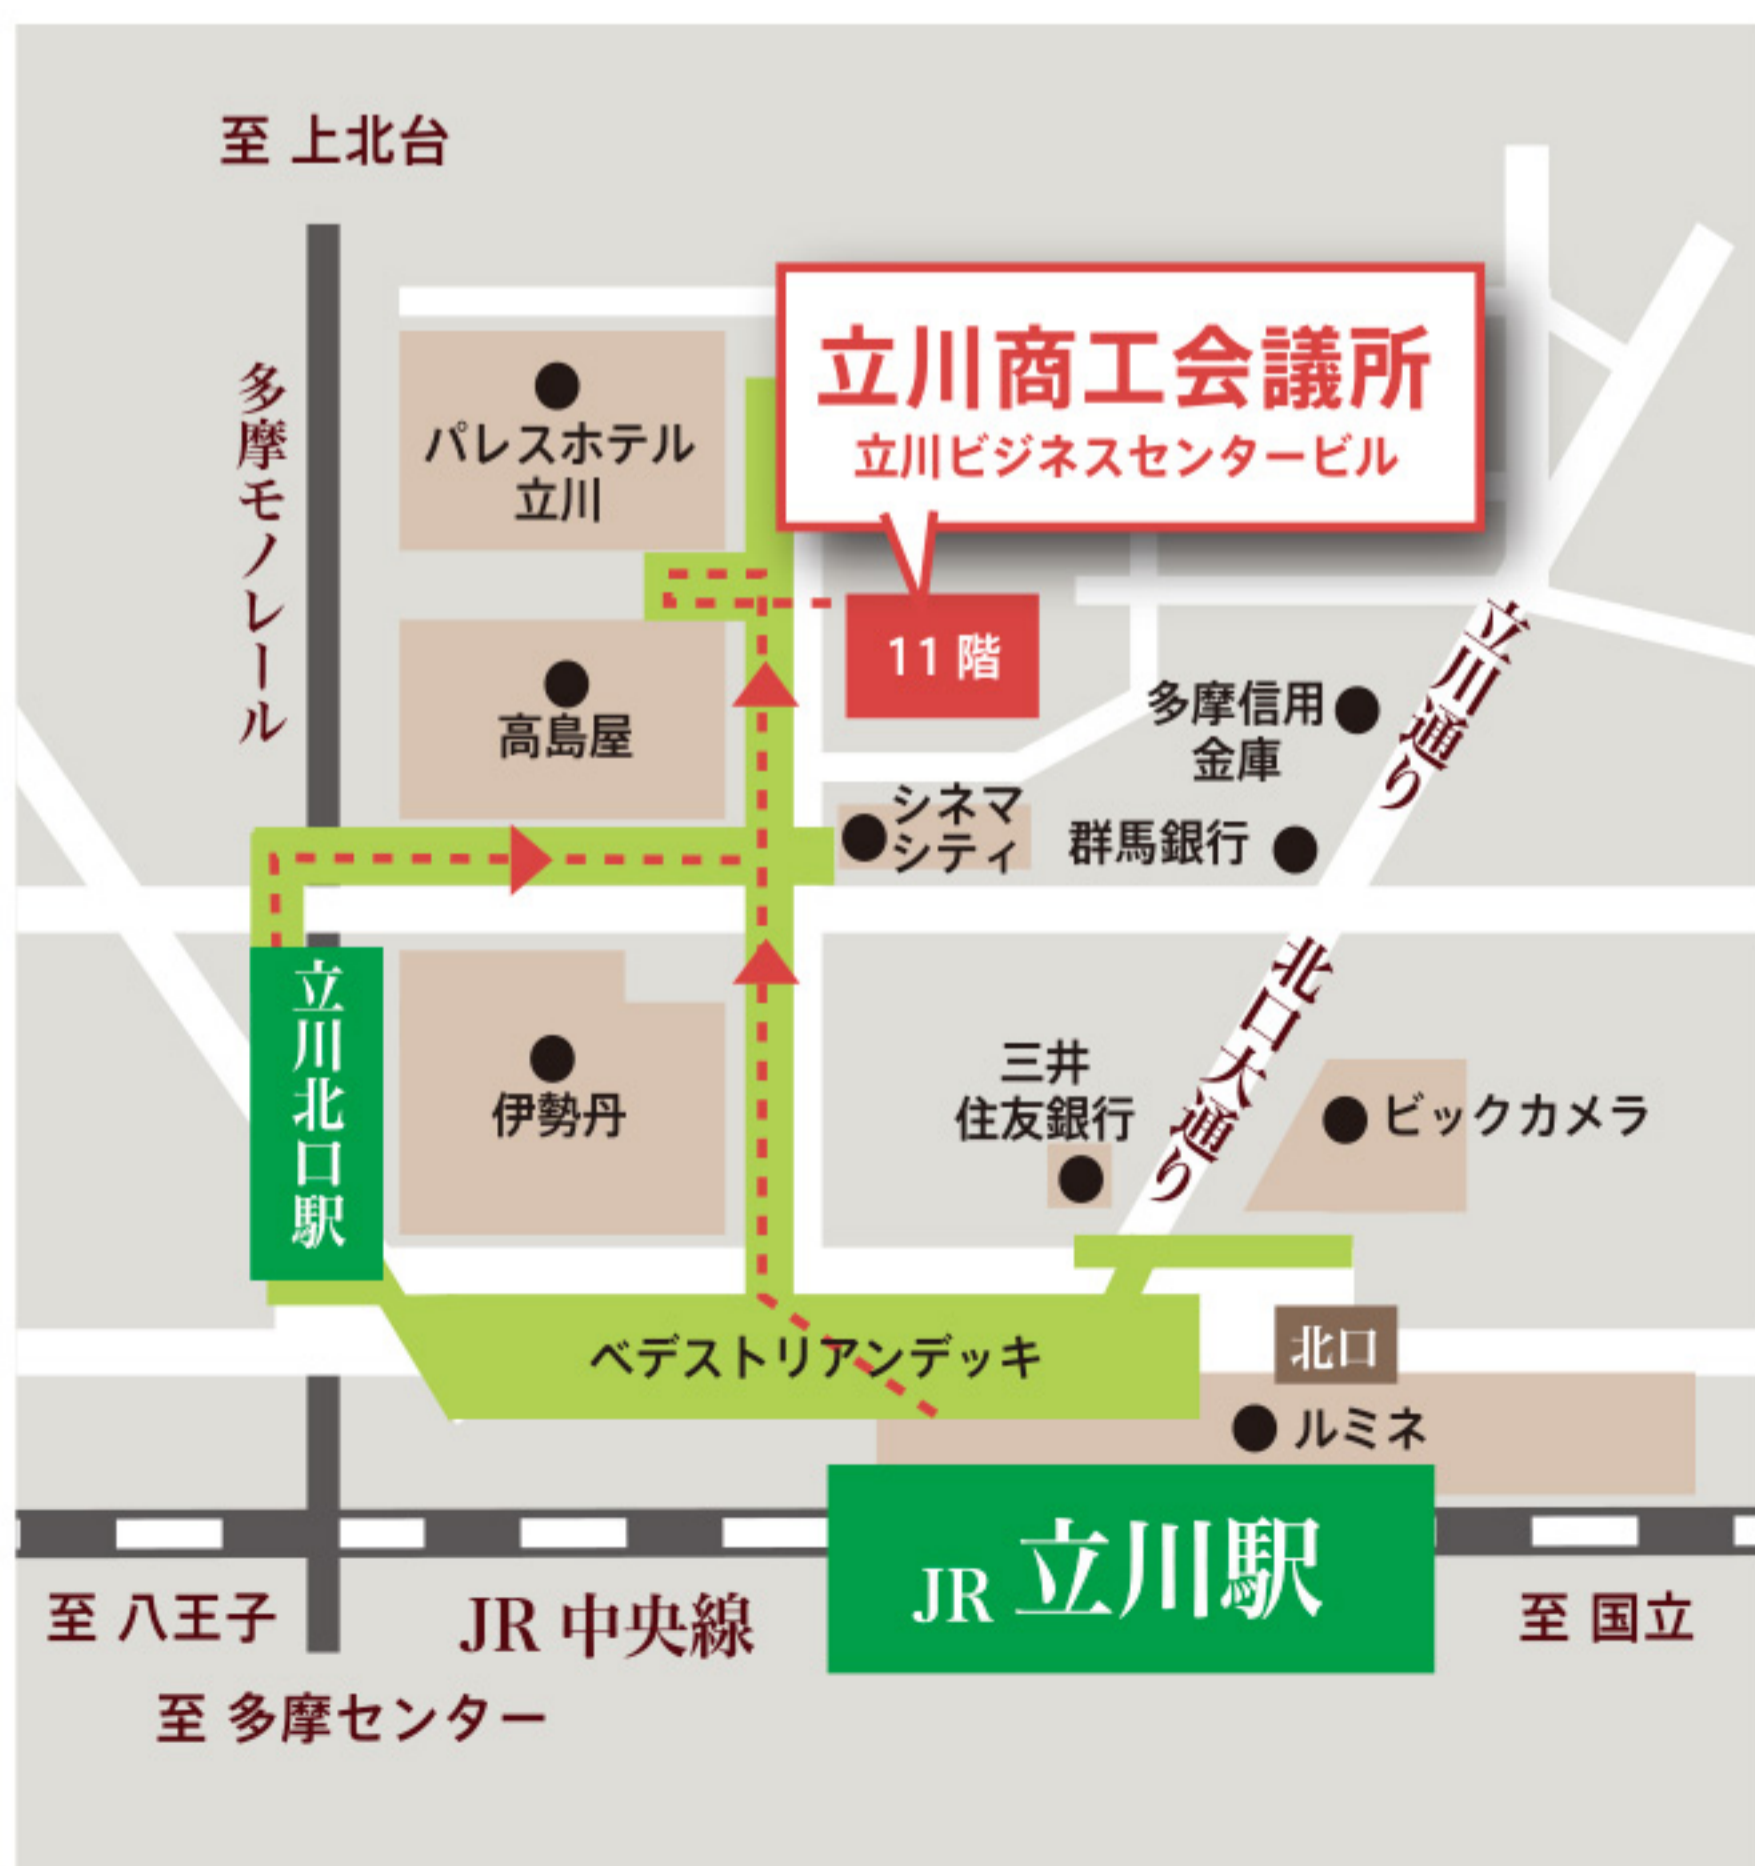 至 上北台
多摩モノレール
パレスホテル
立川
立川商工会議所
立川ビジネスセンタービル
11階
高島屋
多摩信用
金庫
立川通り
シネマ
シティ
群馬銀行
立川北口駅
伊勢丹
北口大通り
三井
住友銀行
ビックカメラ
ペデストリアンデッキ
北口
ルミネ
JR 立川駅
至 八王子
JR 中央線
至 国立
至 多摩センター